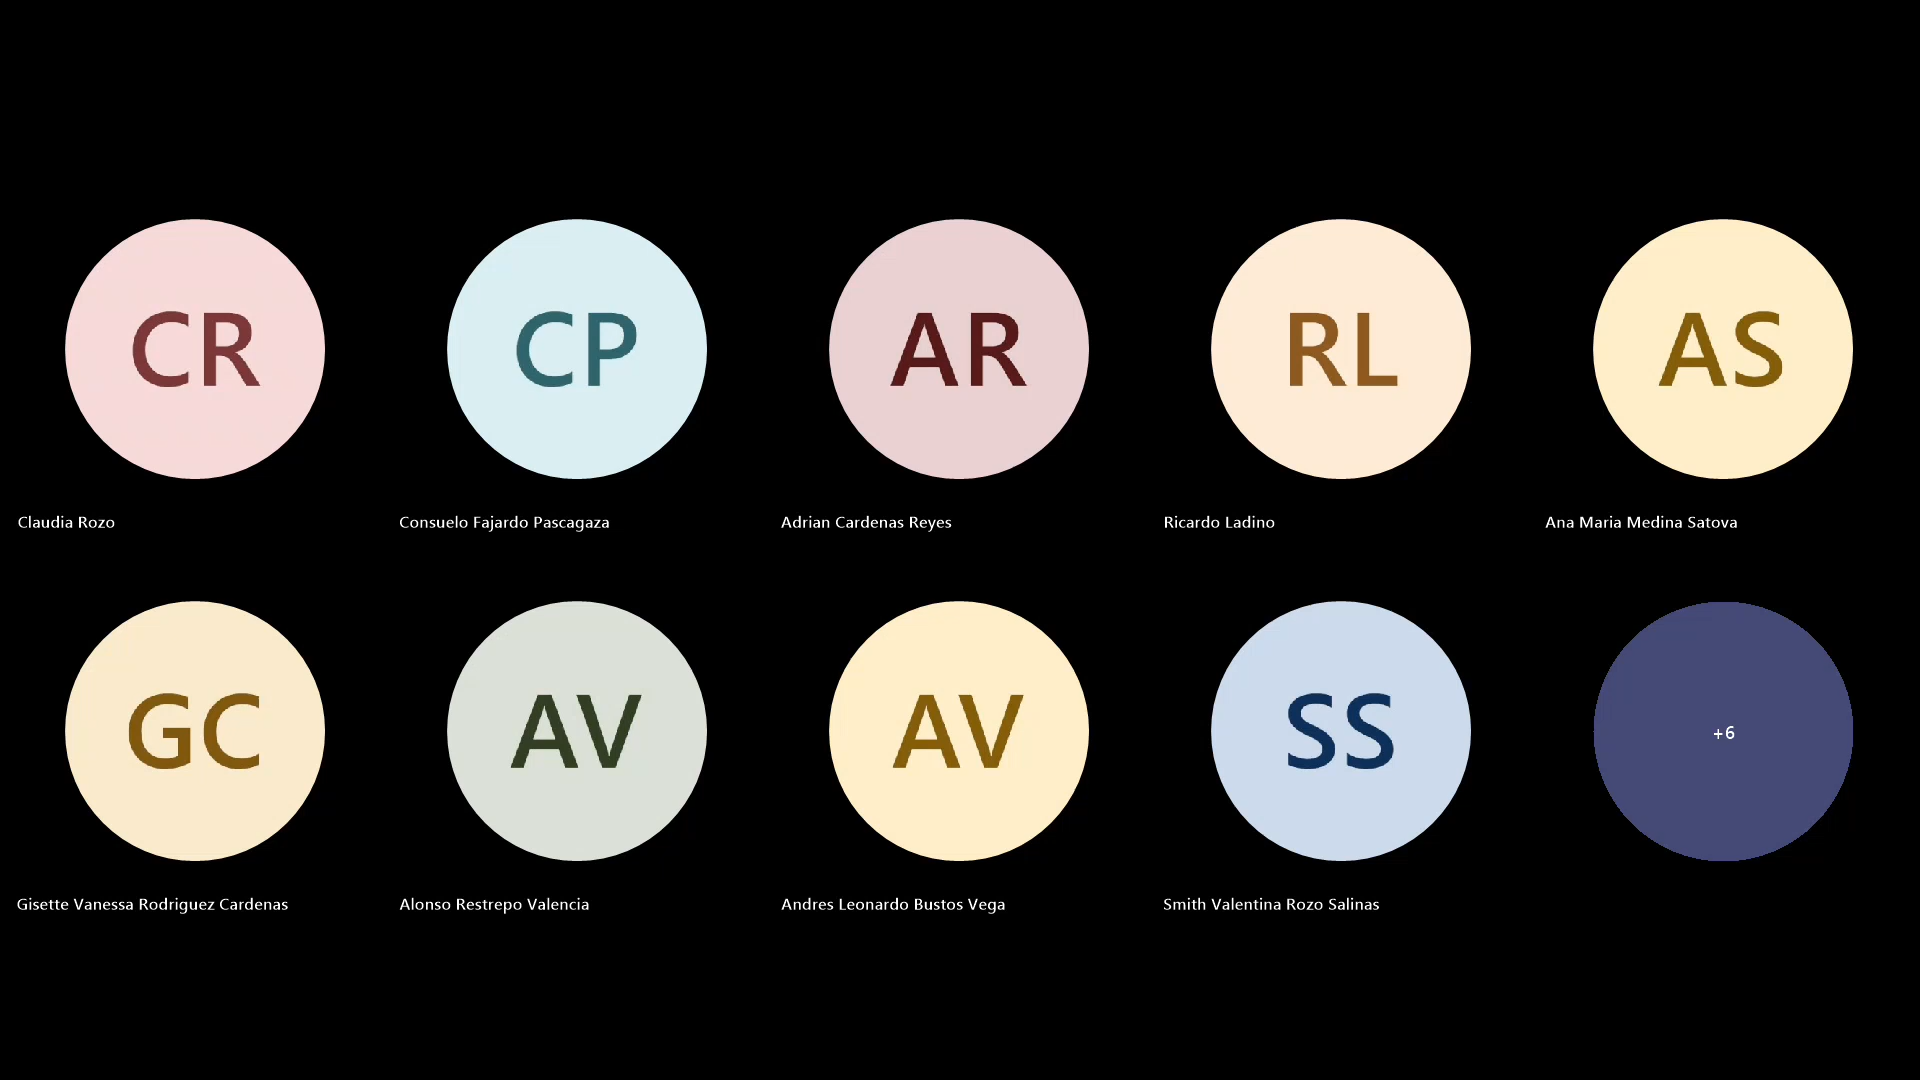 CR
CP
AR
RL
AS
Claudia Rozo
Consuelo Fajardo Pascagaza
Adrian Cardenas Reyes
Ricardo Ladino
Ana Maria Medina Satova
GC
AV
AV
SS
+6
Gisette Vanessa Rodriguez Cardenas
Alonso Restrepo Valencia
Andres Leonardo Bustos Vega
Smith Valentina Rozo Salinas